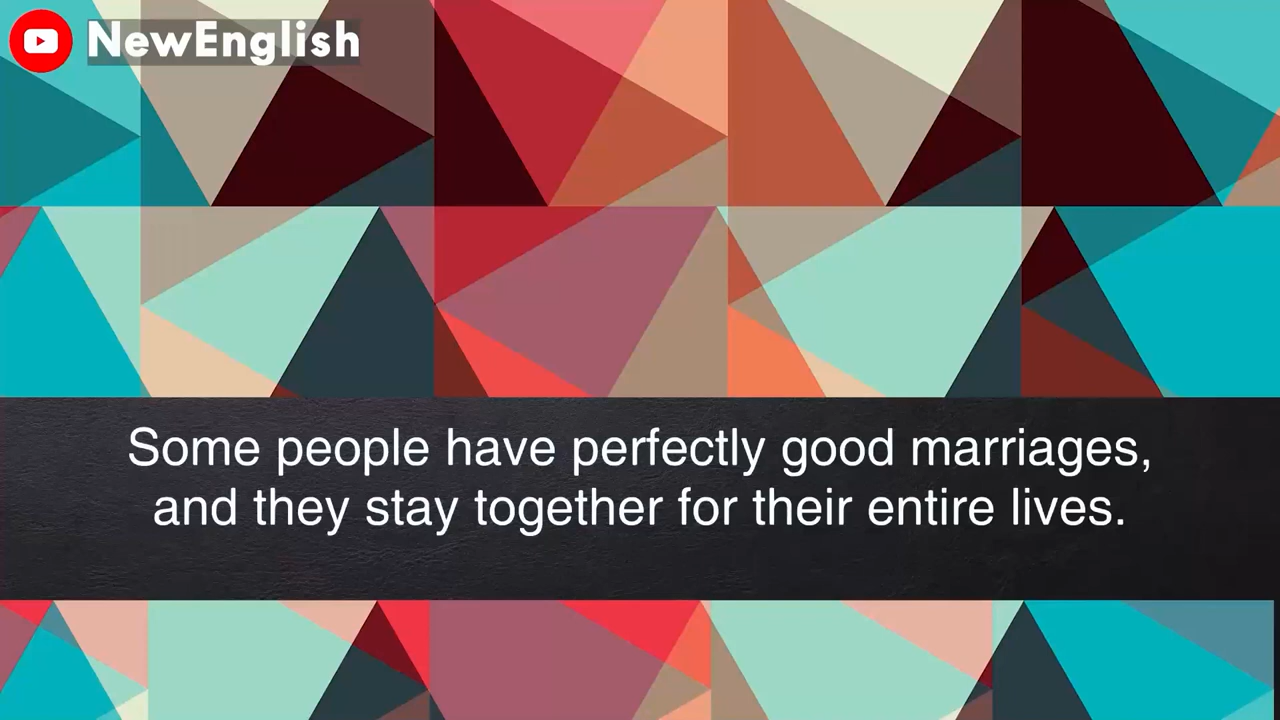 NewEnglish
Some people have perfectly good marriages,
and they stay together for their entire lives.